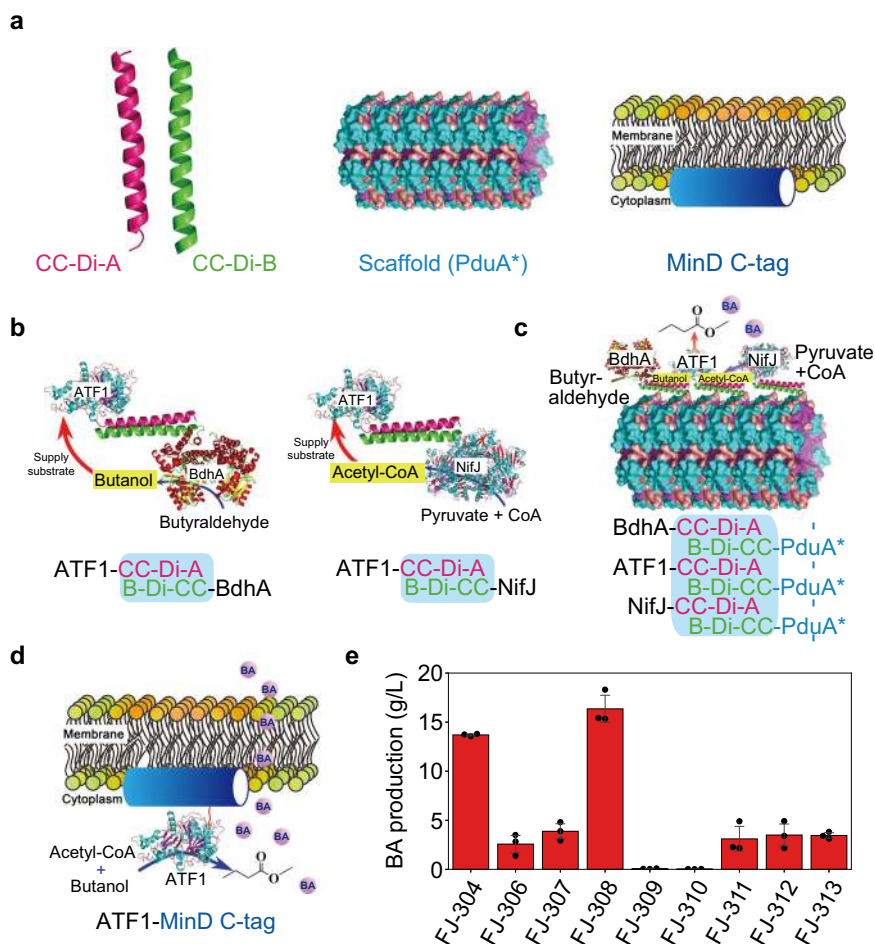 a
Membrane
Cytoplasm
CC-Di-A
CC-Di-B
Scaffold (PduA*)
MinD C-tag
b
ATF1
Supply
substrate
Butanol
BdhA
Butyraldehyde
ATF1-CC-Di-A
B-Di-CC-BdhA
ATF1
Supply
substrate
Acetyl-CoA
NifJ
Pyruvate + CoA
ATF1-CC-Di-A
B-Di-CC-NifJ
c
O
O
BA
BA
BdhA
ATF1
NifJ
Pyruvate
+CoA
Butyr-
aldehyde
Butanol
Acetyl-CoA
BdhA-CC-Di-A
B-Di-CC-PduA*
ATF1-CC-Di-A
B-Di-CC-PduA*
NifJ-CC-Di-A
B-Di-CC-PduA*
d
BA
BA
BA
Membrane
BA
Cytoplasm
BA
BA
BA
Acetyl-CoA
+
Butanol
ATF1
O
O
BA
ATF1-MinD C-tag
e
BA production (g/L)
20
15
10
5
0
FJ-304
FJ-306
FJ-307
FJ-308
FJ-309
FJ-310
FJ-311
FJ-312
FJ-313